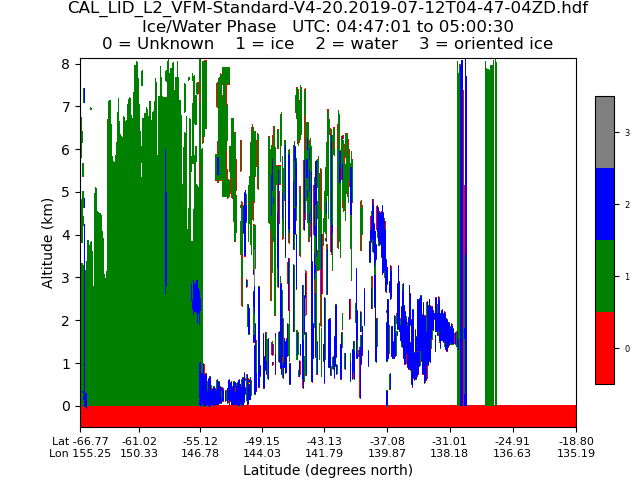 CAL_LID_L2_VFM-Standard-V4-20.2019-07-12T04-47-04ZD.hdf
Ice/Water Phase   UTC: 04:47:01 to 05:00:30
0 = Unknown    1 = ice    2 = water    3 = oriented ice
8
7
6
5
4
3
2
1
0
Altitude (km)
3
2
1
0
Lat -66.77 -61.02 -55.12 -49.15 -43.13 -37.08 -31.01 -24.91 -18.80
Lon 155.25 150.33 146.78 144.03 141.79 139.87 138.18 136.63 135.19
Latitude (degrees north)